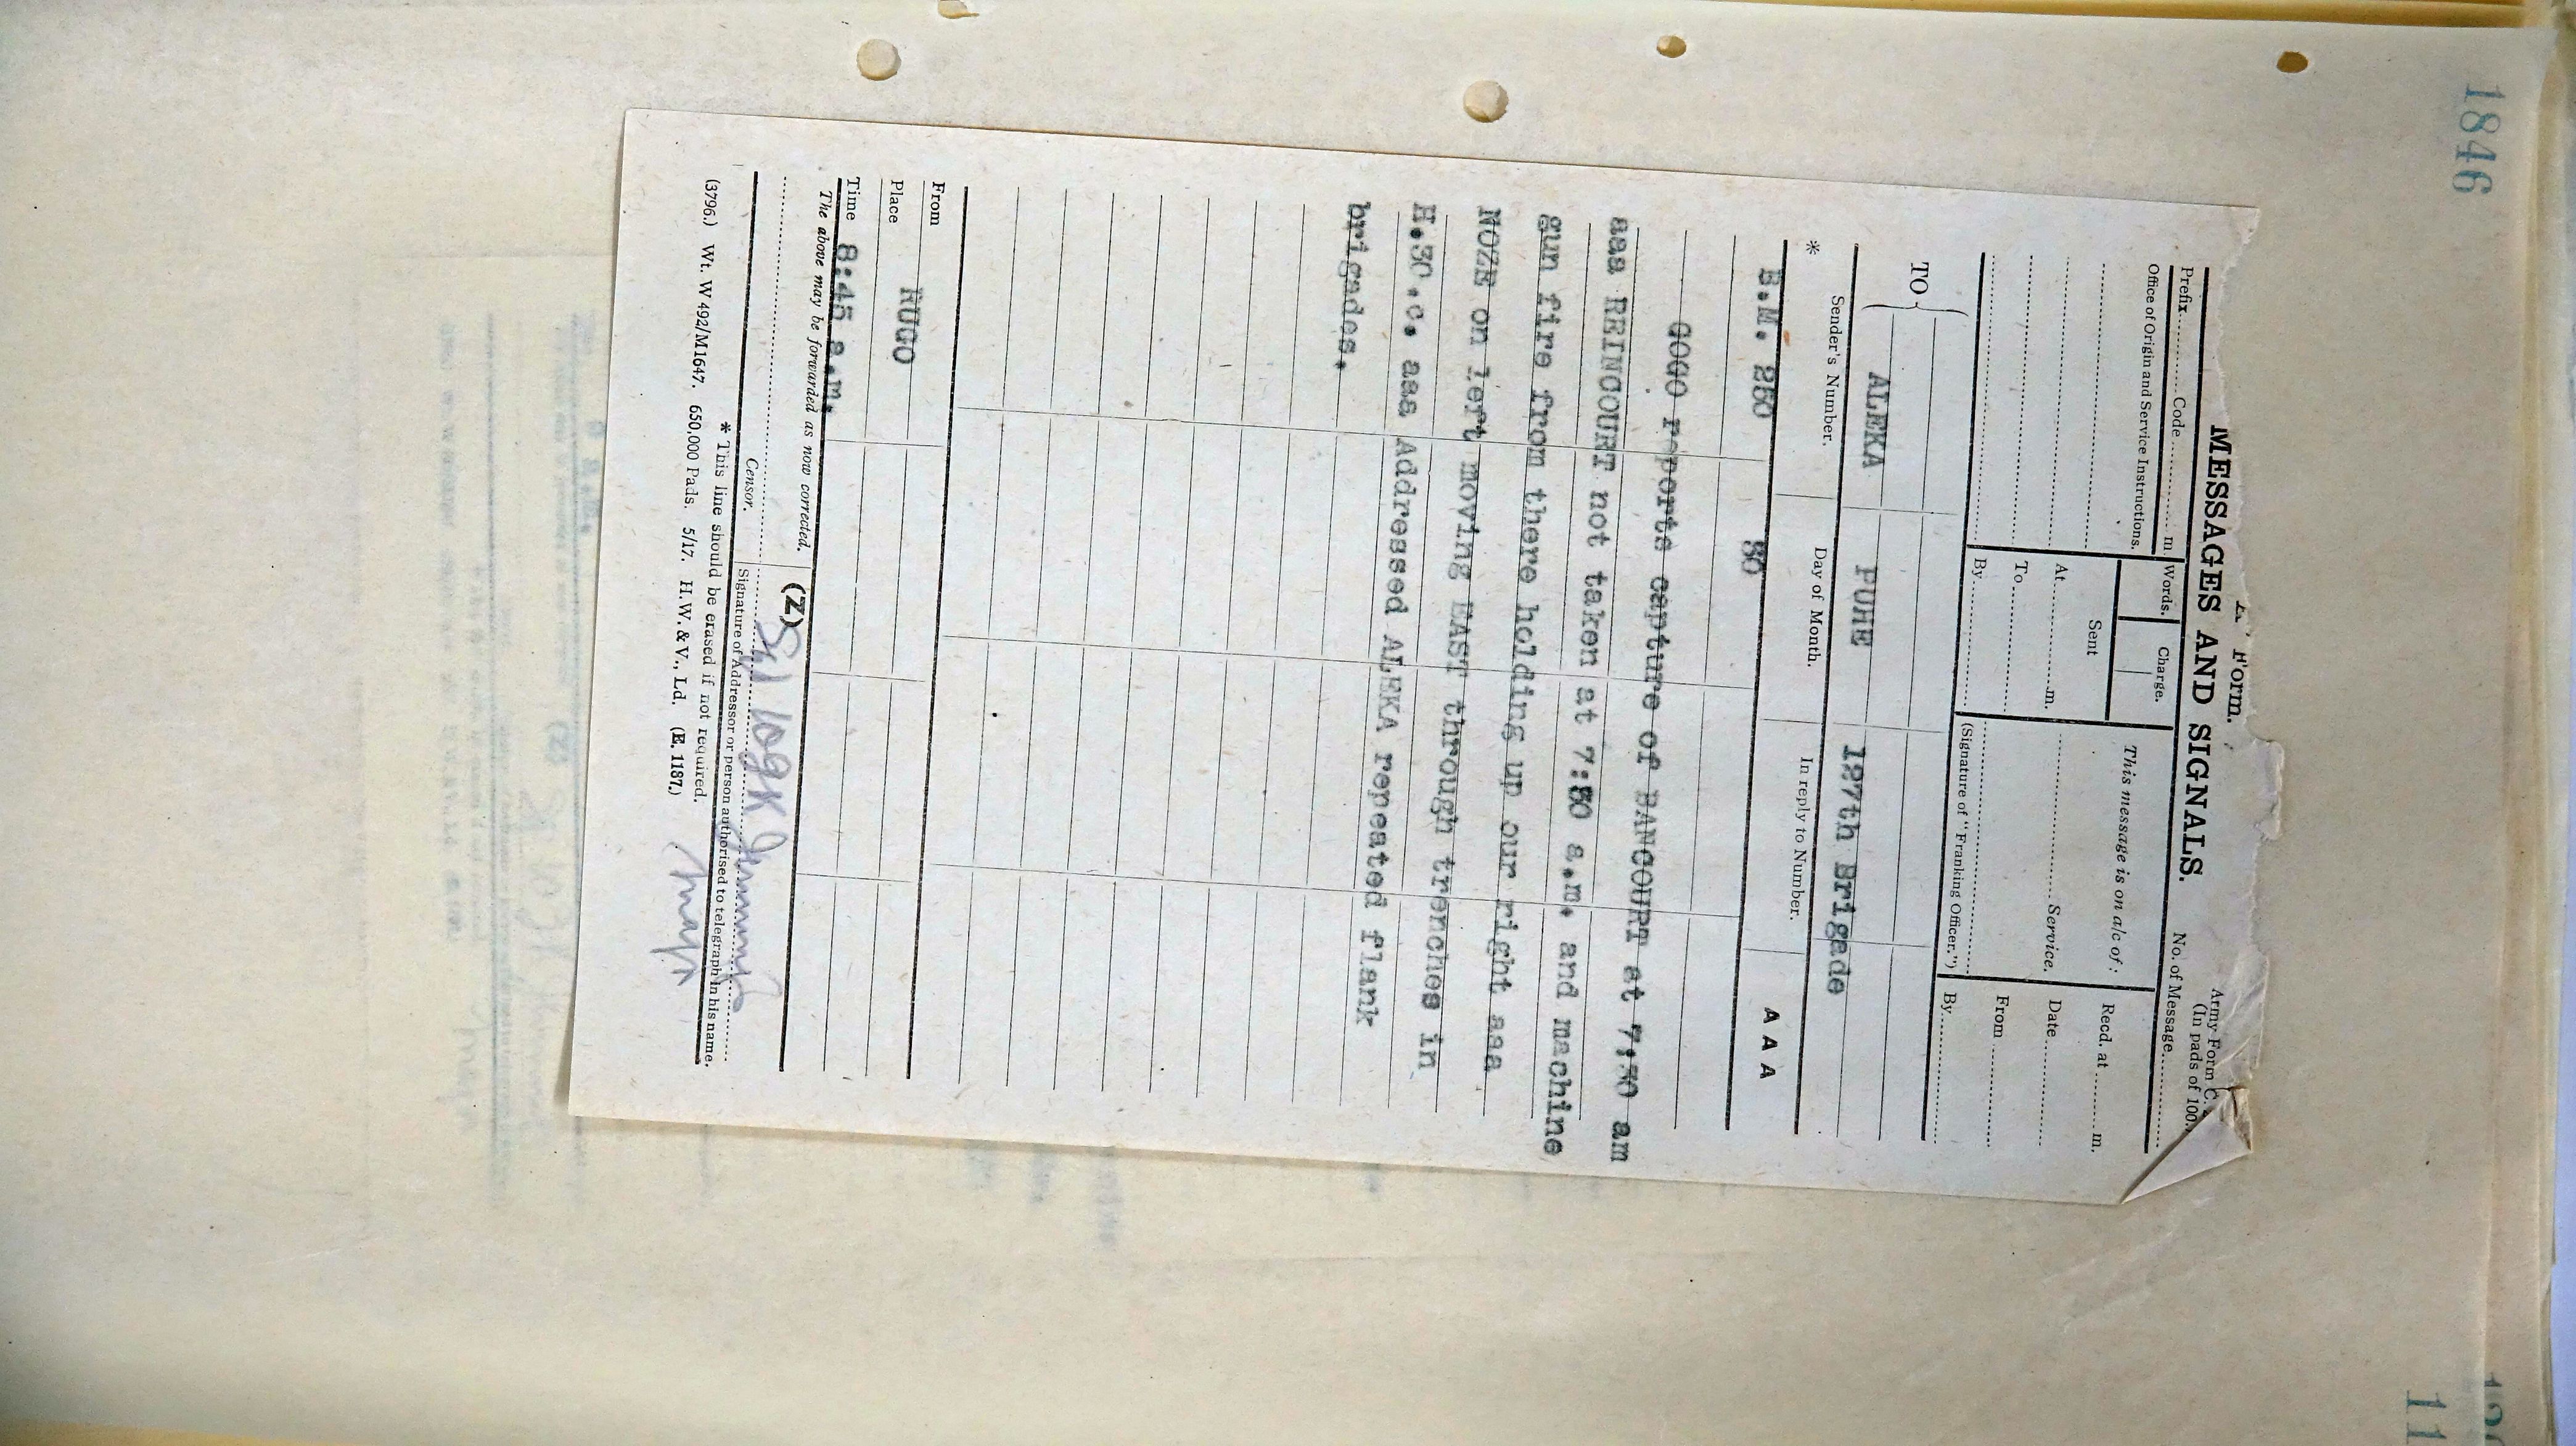 1846
"A" Form.
Army Form C.
MESSAGES AND SIGNALS.
(In pads of 100.)
No. of Message
Prefix Code m.
Words.
Charge.
This message is on a/c of:
Recd. at m.
Office of Origin and Service Instructions.
Sent
At m.
Service.
Date
To
From
By
(Signature of "Franking Officer.")
By
TO
ALEKA PUHE 127th Brigade
* Sender's Number. Day of Month. In reply to Number. AAA
B.M. 250 30
GOGO reports capture of BANCOURT at 7:30 am
aaa REINCOURT not taken at 7:50 a.m. and machine
gun fire from there holding up our right aaa
NOZE on left moving EAST through trenches in
H.30.c. aaa Addressed ALEKA repeated flank
brigades.
From
Place RUGO
Time 8:45 a.m.
The above may be forwarded as now corrected. (Z)
Censor. Signature of Addressor or person authorised to telegraph in his name.
* This line should be erased if not required.
(3796.) Wt. W 492/M1647. 650,000 Pads. 5/17. H.W. & V., Ld. (E. 1187.)
11